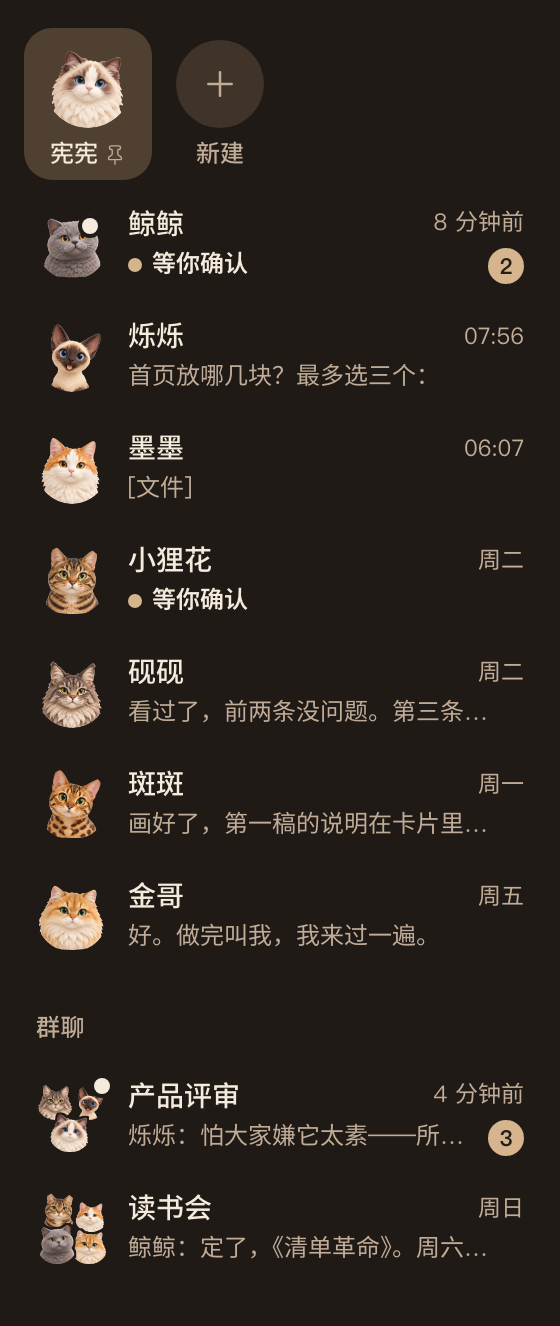 宪宪
新建
鲸鲸 8 分钟前
等你确认 2
烁烁 07:56
首页放哪几块？最多选三个：
墨墨 06:07
[文件]
小狸花 周二
等你确认
砚砚 周二
看过了，前两条没问题。第三条…
斑斑 周一
画好了，第一稿的说明在卡片里…
金哥 周五
好。做完叫我，我来过一遍。
群聊
产品评审 4 分钟前
烁烁：怕大家嫌它太素——所… 3
读书会 周日
鲸鲸：定了，《清单革命》。周六…